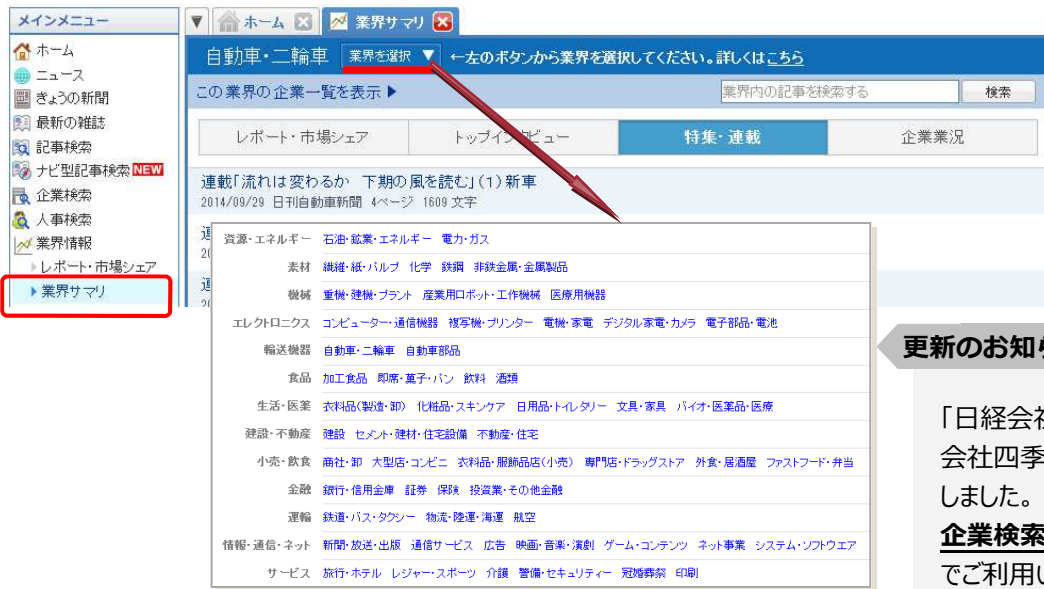 メインメニュー
ホーム
ニュース
きょうの新聞
最新の雑誌
記事検索
ナビ型記事検索 NEW
企業検索
人事検索
業界情報
レポート・市場シェア
業界サマリ
▼ ホーム 業界サマリ
自動車・二輪車 業界を選択 ▼ ←左のボタンから業界を選択してください。詳しくはこちら
この業界の企業一覧を表示 ▶ 業界内の記事を検索する 検索
レポート・市場シェア トップインタビュー 特集・連載 企業業況
連載「流れは変わるか 下期の風を読む」(1)新車
2014/09/29 日刊自動車新聞 4ページ 1609 文字
資源・エネルギー 石油・鉱業・エネルギー 電力・ガス
素材 繊維・紙・パルプ 化学 鉄鋼 非鉄金属・金属製品
機械 重機・建機・プラント 産業用ロボット・工作機械 医療用機器
エレクトロニクス コンピューター・通信機器 複写機・プリンター 電機・家電 デジタル家電・カメラ 電子部品・電池
輸送機器 自動車・二輪車 自動車部品
食品 加工食品 即席・菓子・パン 飲料 酒類
生活・医薬 衣料品(製造・卸) 化粧品・スキンケア 日用品・トイレタリー 文具・家具 バイオ・医薬品・医療
建設・不動産 建設 セメント・建材・住宅設備 不動産・住宅
小売・飲食 商社・卸 大型店・コンビニ 衣料品・服飾品店(小売) 専門店・ドラッグストア 外食・居酒屋 ファストフード・弁当
金融 銀行・信用金庫 証券 保険 投資業・その他金融
運輸 鉄道・バス・タクシー 物流・陸運・海運 航空
情報・通信・ネット 新聞・放送・出版 通信サービス 広告 映画・音楽・演劇 ゲーム・コンテンツ ネット事業 システム・ソフトウエア
サービス 旅行・ホテル レジャー・スポーツ 介護 警備・セキュリティー 冠婚葬祭 印刷
更新のお知
「日経会
会社四季
しました。
企業検索
でご利用